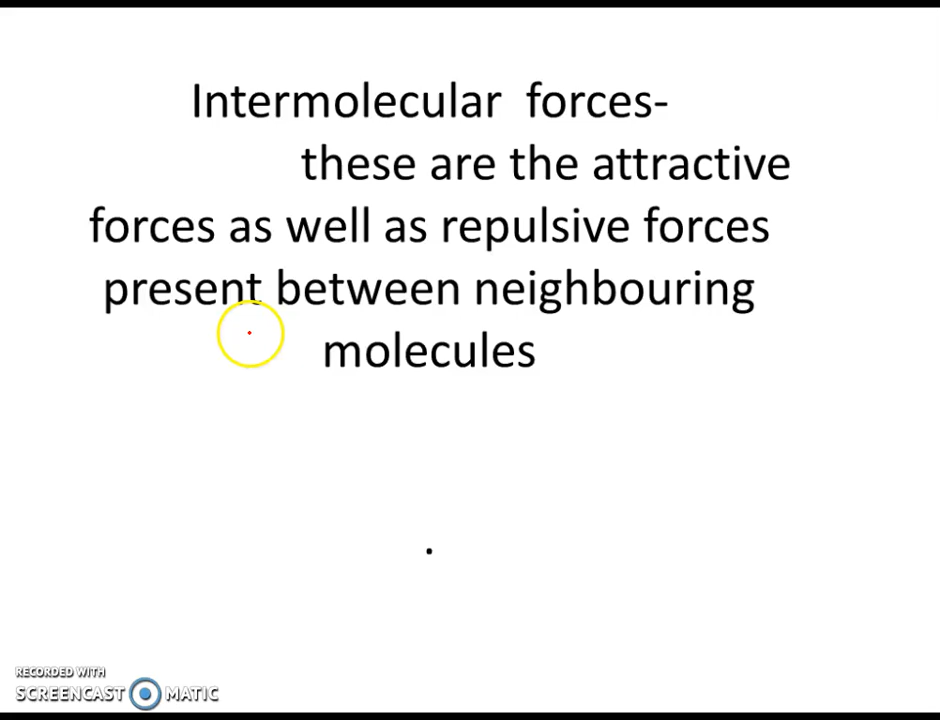 Intermolecular forces-
these are the attractive
forces as well as repulsive forces
present between neighbouring
molecules
.
RECORDED WITH
SCREENCAST MATIC